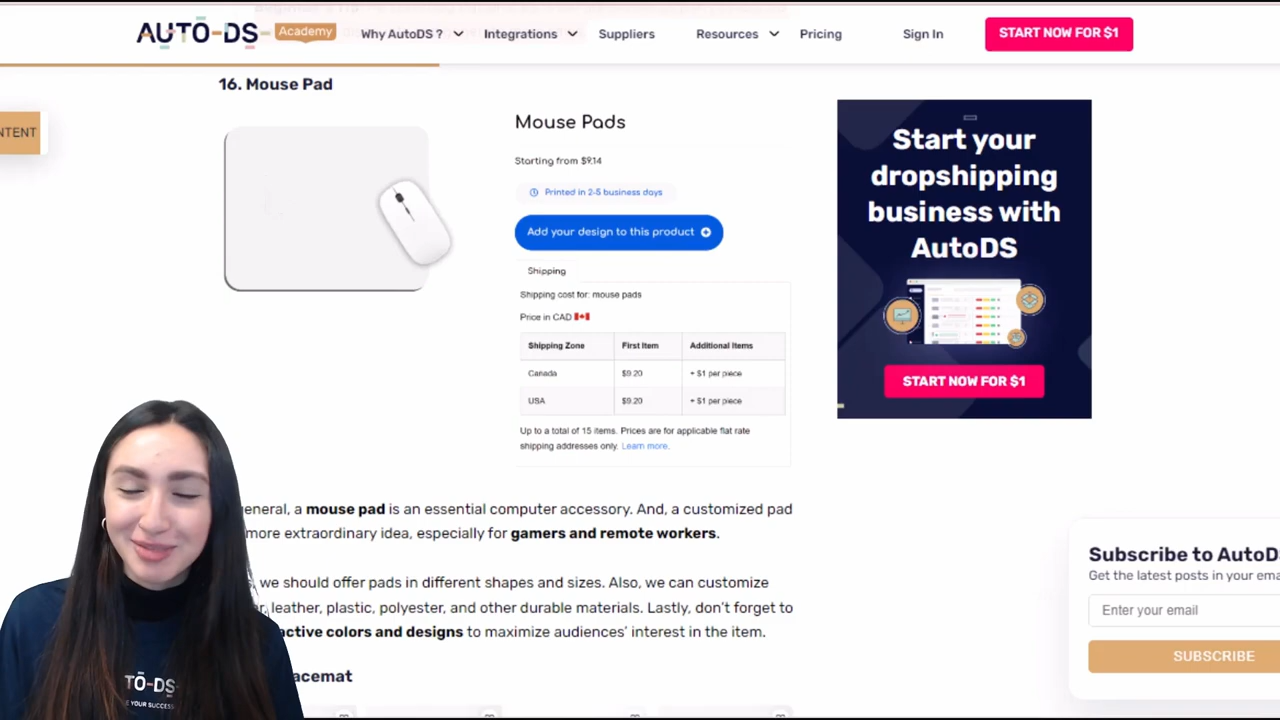 AUTO-DS Academy Why AutoDS ? Integrations Suppliers Resources Pricing Sign In START NOW FOR $1
16. Mouse Pad
NTENT
Mouse Pads
Starting from $9.14
Printed in 2-5 business days
Add your design to this product
Shipping
Shipping cost for: mouse pads
Price in CAD
Shipping Zone First Item Additional Items
Canada $9.20 + $1 per piece
USA $9.20 + $1 per piece
Up to a total of 15 items. Prices are for applicable flat rate
shipping addresses only. Learn more.
Start your
dropshipping
business with
AutoDS
START NOW FOR $1
eneral, a mouse pad is an essential computer accessory. And, a customized pad
more extraordinary idea, especially for gamers and remote workers.
, we should offer pads in different shapes and sizes. Also, we can customize
r, leather, plastic, polyester, and other durable materials. Lastly, don't forget to
active colors and designs to maximize audiences' interest in the item.
acemat
Subscribe to AutoDS
Get the latest posts in your ema
Enter your email
SUBSCRIBE
TŌ-DS
E YOUR SUCCESS